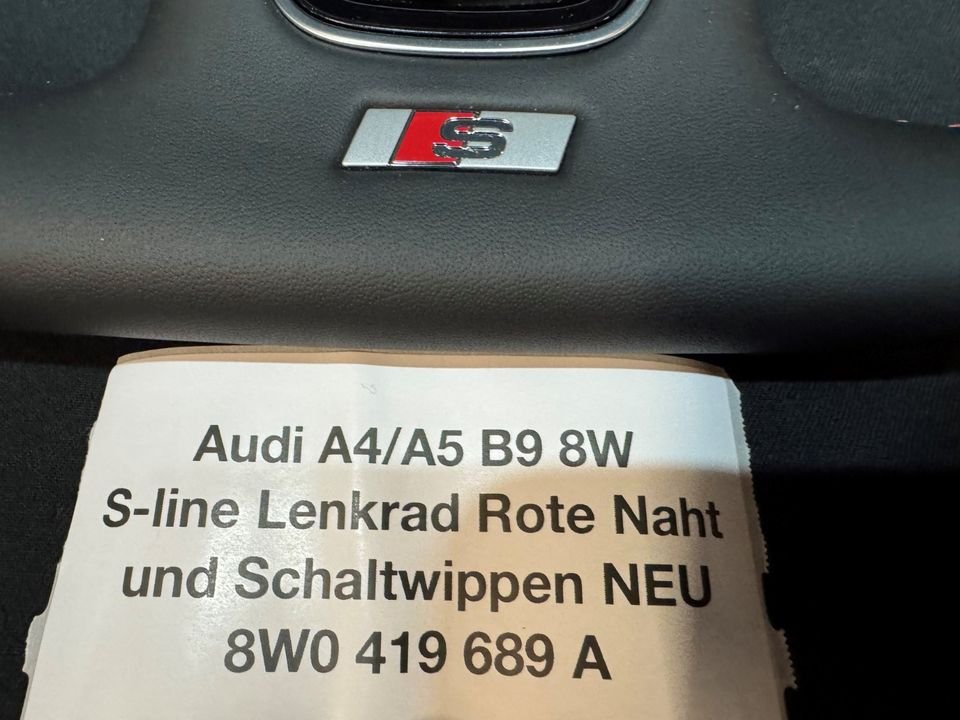 S
Audi A4/A5 B9 8W
S-line Lenkrad Rote Naht
und Schaltwippen NEU
8W0 419 689 A